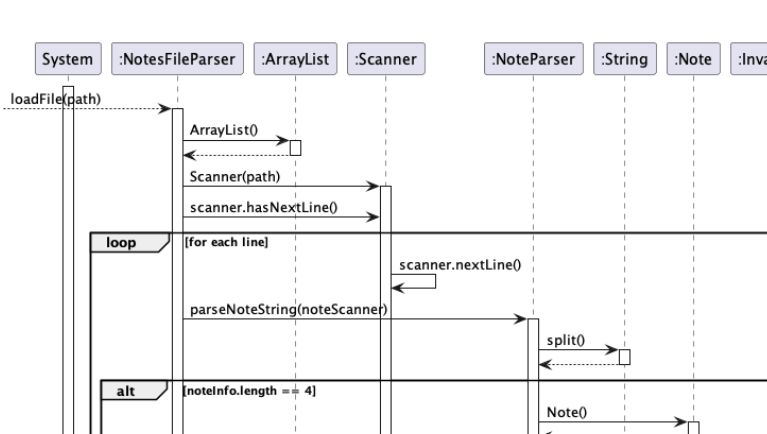 System :NotesFileParser :ArrayList :Scanner :NoteParser :String :Note :Inva
loadFile(path)
ArrayList()
Scanner(path)
scanner.hasNextLine()
loop [for each line]
scanner.nextLine()
parseNoteString(noteScanner)
split()
alt [noteInfo.length == 4]
Note()